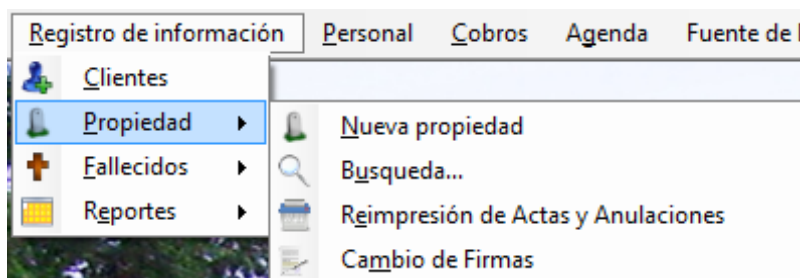 Registro de información Personal Cobros Agenda Fuente de
Clientes
Propiedad
Fallecidos
Reportes
Nueva propiedad
Busqueda...
Reimpresión de Actas y Anulaciones
Cambio de Firmas